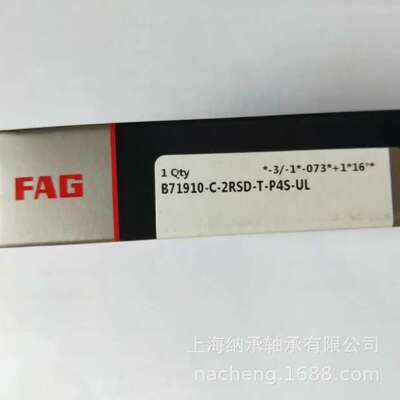 FAG
1 Qty *-3/-1*-073*+1*16?*
B71910-C-2RSD-T-P4S-UL
上海纳承轴承有限公司
nacheng.1688.com